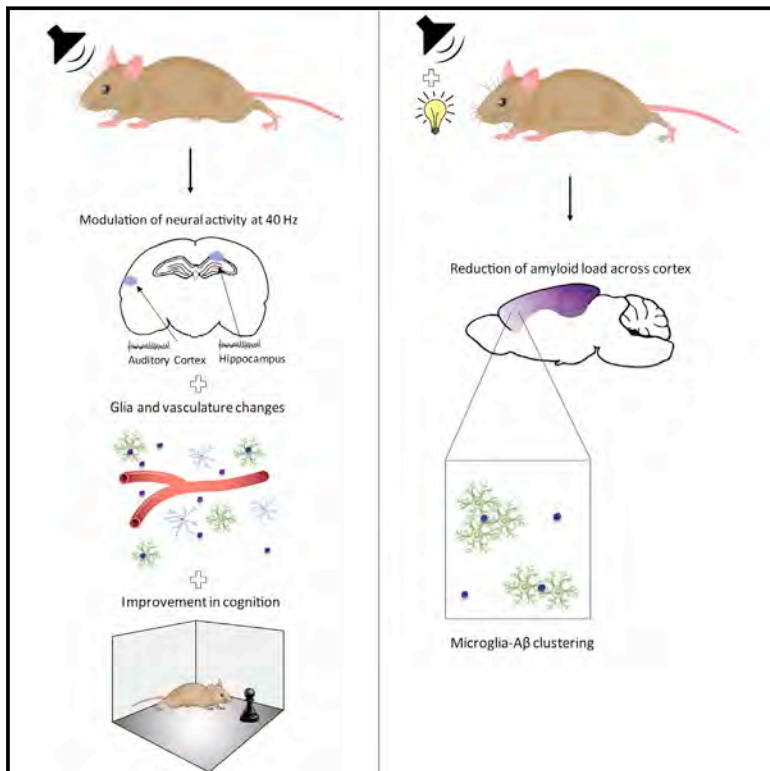 Modulation of neural activity at 40 Hz
Auditory Cortex
Hippocampus
Glia and vasculature changes
Improvement in cognition
Reduction of amyloid load across cortex
Microglia-Aβ clustering